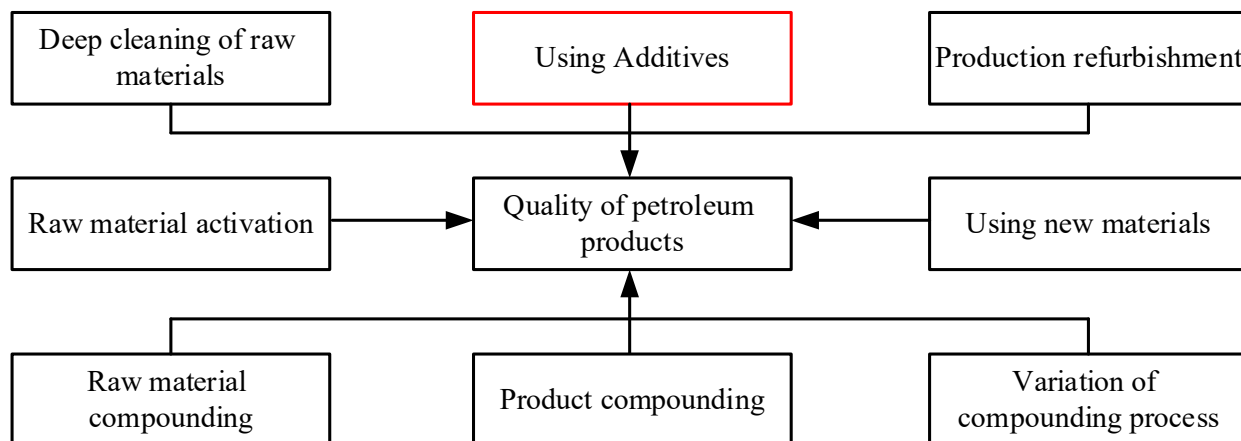 Deep cleaning of raw
materials
Using Additives
Production refurbishment
Raw material activation
Quality of petroleum
products
Using new materials
Raw material
compounding
Product compounding
Variation of
compounding process